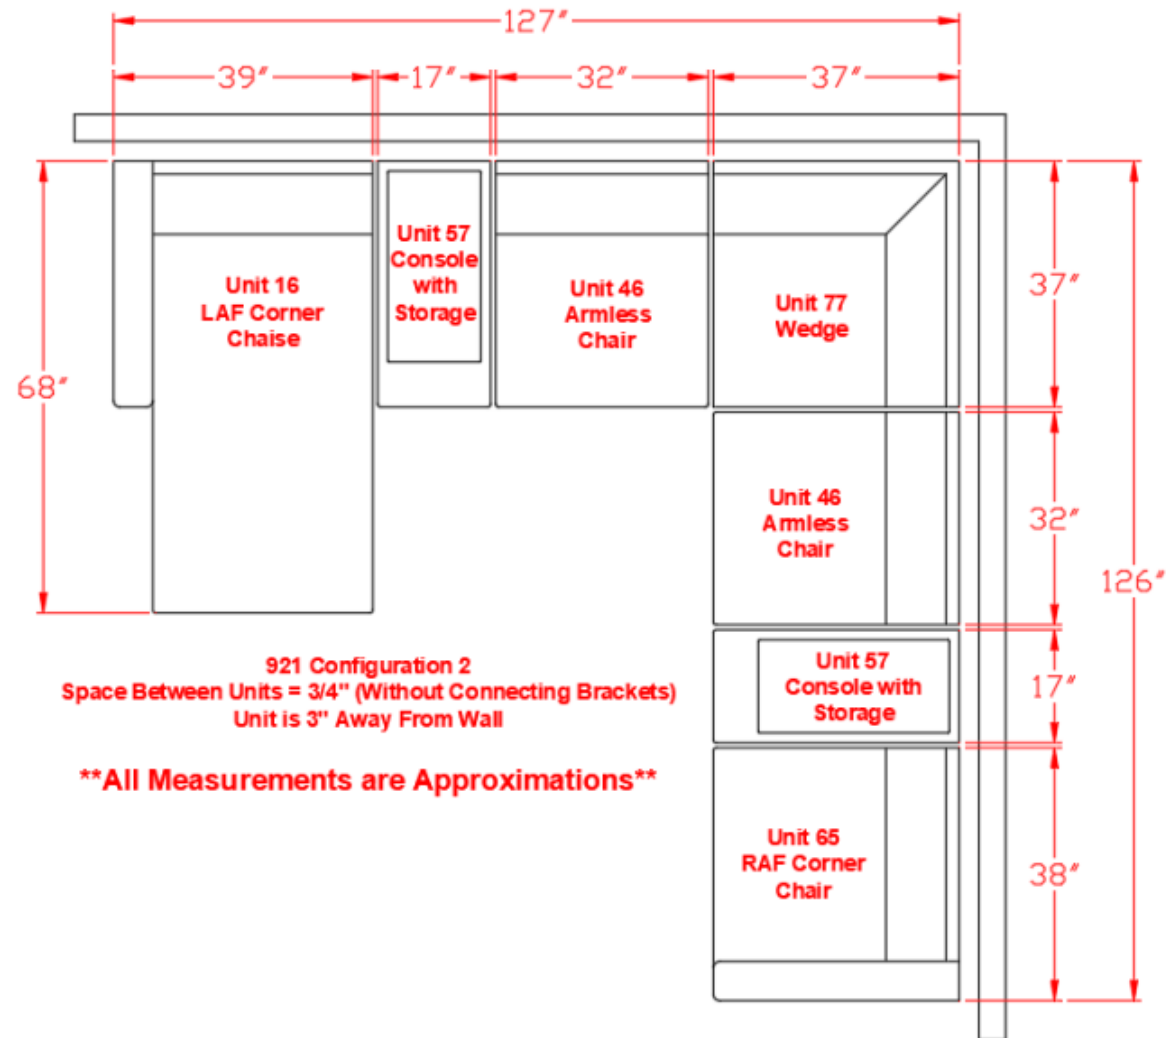 127"
39"
17"
32"
37"
Unit 16
LAF Corner
Chaise
Unit 57
Console
with
Storage
Unit 46
Armless
Chair
Unit 77
Wedge
37"
68"
Unit 46
Armless
Chair
32"
126"
Unit 57
Console with
Storage
17"
Unit 65
RAF Corner
Chair
38"
921 Configuration 2
Space Between Units = 3/4" (Without Connecting Brackets)
Unit is 3" Away From Wall
**All Measurements are Approximations**